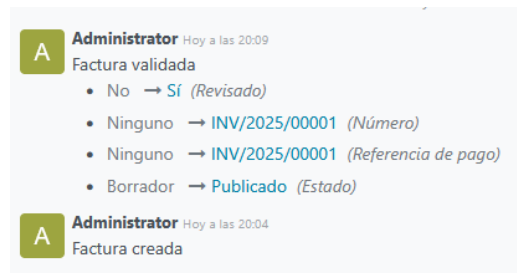 A
Administrator Hoy a las 20:09
Factura validada
• No → Sí (Revisado)
• Ninguno → INV/2025/00001 (Número)
• Ninguno → INV/2025/00001 (Referencia de pago)
• Borrador → Publicado (Estado)
A
Administrator Hoy a las 20:04
Factura creada